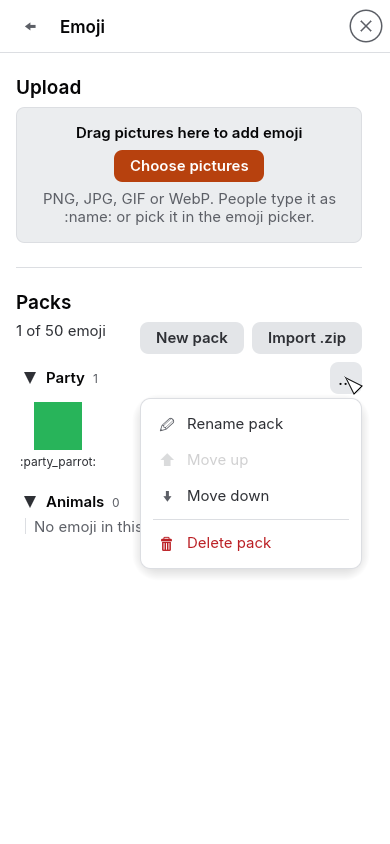 Emoji
Upload
Drag pictures here to add emoji
Choose pictures
PNG, JPG, GIF or WebP. People type it as
:name: or pick it in the emoji picker.
Packs
1 of 50 emoji
New pack
Import .zip
Party 1
:party_parrot:
Rename pack
Move up
Move down
Delete pack
Animals 0
No emoji in this